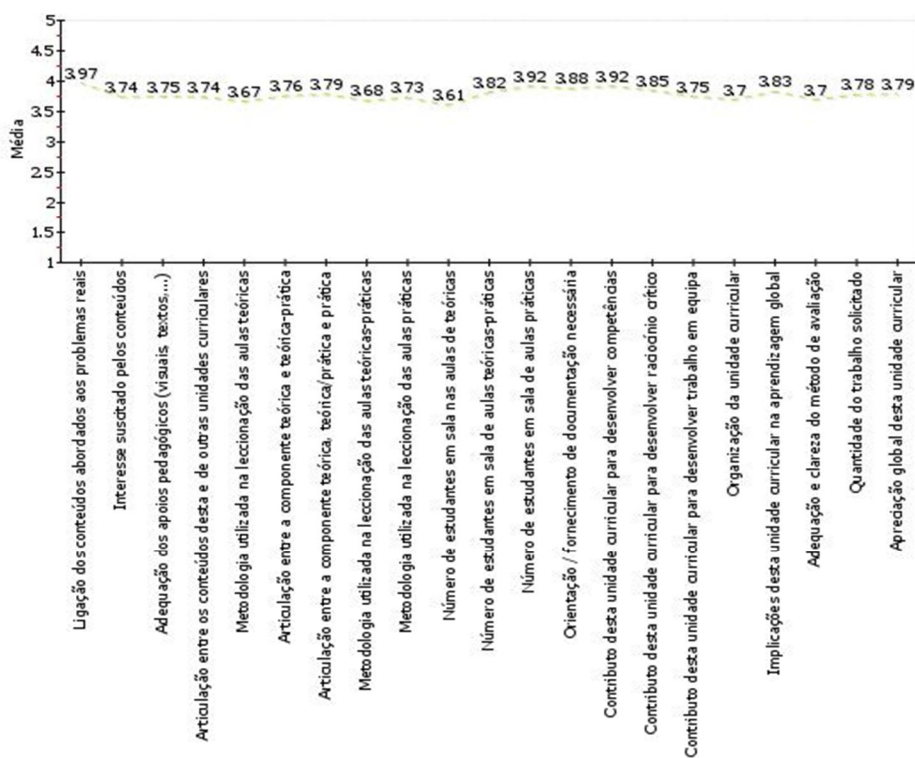 5
4.5
4
3.5
3
2.5
2
1.5
1
Média
3.97
3.74
3.75
3.74
3.67
3.76
3.79
3.68
3.73
3.61
3.82
3.92
3.88
3.92
3.85
3.75
3.7
3.83
3.7
3.78
3.79
Ligação dos conteúdos abordados aos problemas reais
Interesse suscitado pelos conteúdos
Adequação dos apoios pedagógicos (visuais, textos,...)
Articulação entre os conteúdos desta e de outras unidades curriculares
Metodologia utilizada na leccionação das aulas teóricas
Articulação entre a componente teórica e teórica-prática
Articulação entre a componente teórica, teórica/prática e prática
Metodologia utilizada na leccionação das aulas teóricas-práticas
Metodologia utilizada na leccionação das aulas práticas
Número de estudantes em sala nas aulas de teóricas
Número de estudantes em sala de aulas teóricas-práticas
Número de estudantes em sala de aulas práticas
Orientação / fornecimento de documentação necessária
Contributo desta unidade curricular para desenvolver competências
Contributo desta unidade curricular para desenvolver raciocínio crítico
Contributo desta unidade curricular para desenvolver trabalho em equipa
Organização da unidade curricular
Implicações desta unidade curricular na aprendizagem global
Adequação e clareza do método de avaliação
Quantidade do trabalho solicitado
Apreciação global desta unidade curricular